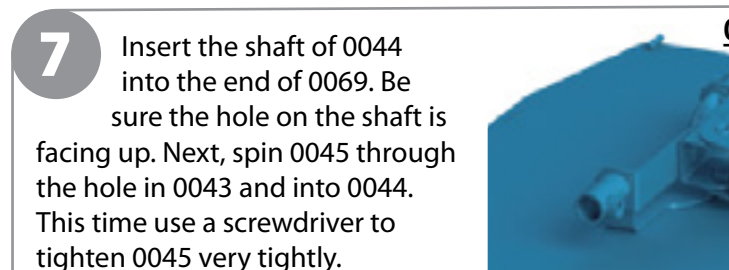 7
Insert the shaft of 0044
into the end of 0069. Be
sure the hole on the shaft is
facing up. Next, spin 0045 through
the hole in 0043 and into 0044.
This time use a screwdriver to
tighten 0045 very tightly.